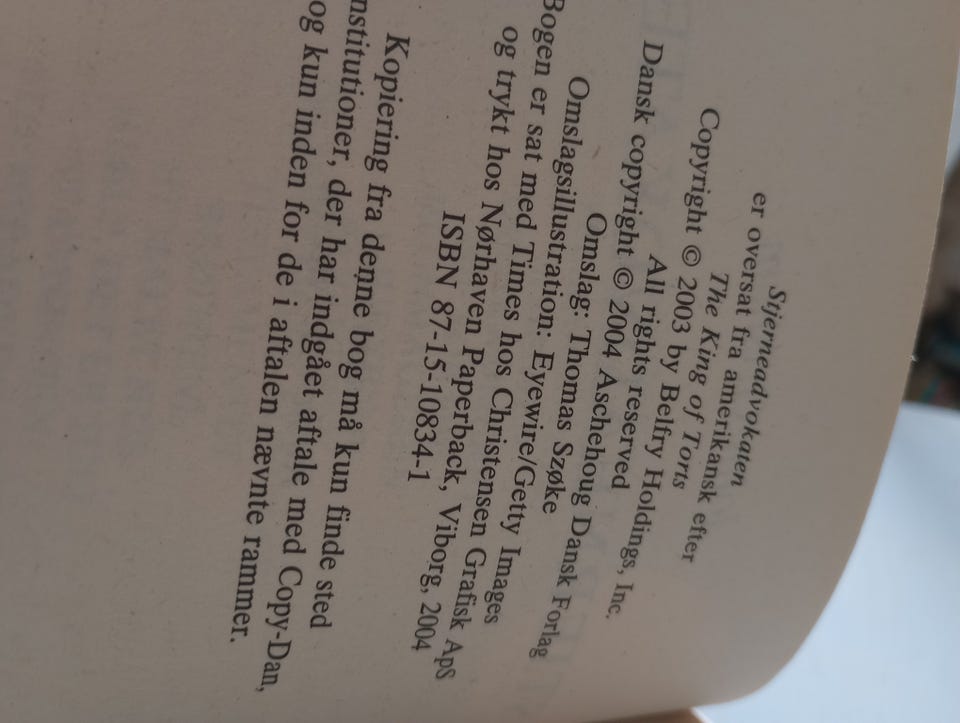 Stjerneadvokaten
er oversat fra amerikansk efter
The King of Torts
Copyright © 2003 by Belfry Holdings, Inc.
All rights reserved
Dansk copyright © 2004 Aschehoug Dansk Forlag
Omslag: Thomas Szøke
Omslagsillustration: Eyewire/Getty Images
Bogen er sat med Times hos Christensen Grafisk ApS
og trykt hos Nørhaven Paperback, Viborg, 2004
ISBN 87-15-10834-1
Kopiering fra denne bog må kun finde sted
nstitutioner, der har indgået aftale med Copy-Dan,
og kun inden for de i aftalen nævnte rammer.